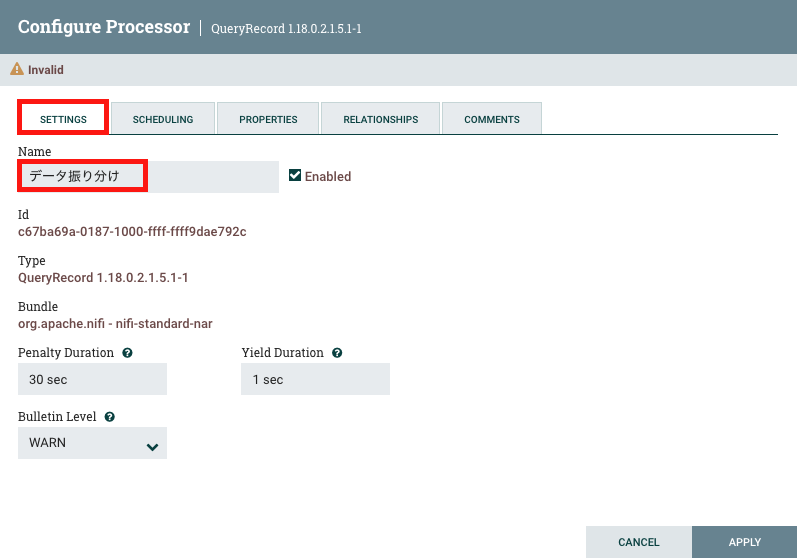 Configure Processor | QueryRecord 1.18.0.2.1.5.1-1
Invalid
SETTINGS SCHEDULING PROPERTIES RELATIONSHIPS COMMENTS
Name
データ振り分け Enabled
Id
c67ba69a-0187-1000-ffff-ffff9dae792c
Type
QueryRecord 1.18.0.2.1.5.1-1
Bundle
org.apache.nifi - nifi-standard-nar
Penalty Duration Yield Duration
30 sec 1 sec
Bulletin Level
WARN
CANCEL APPLY